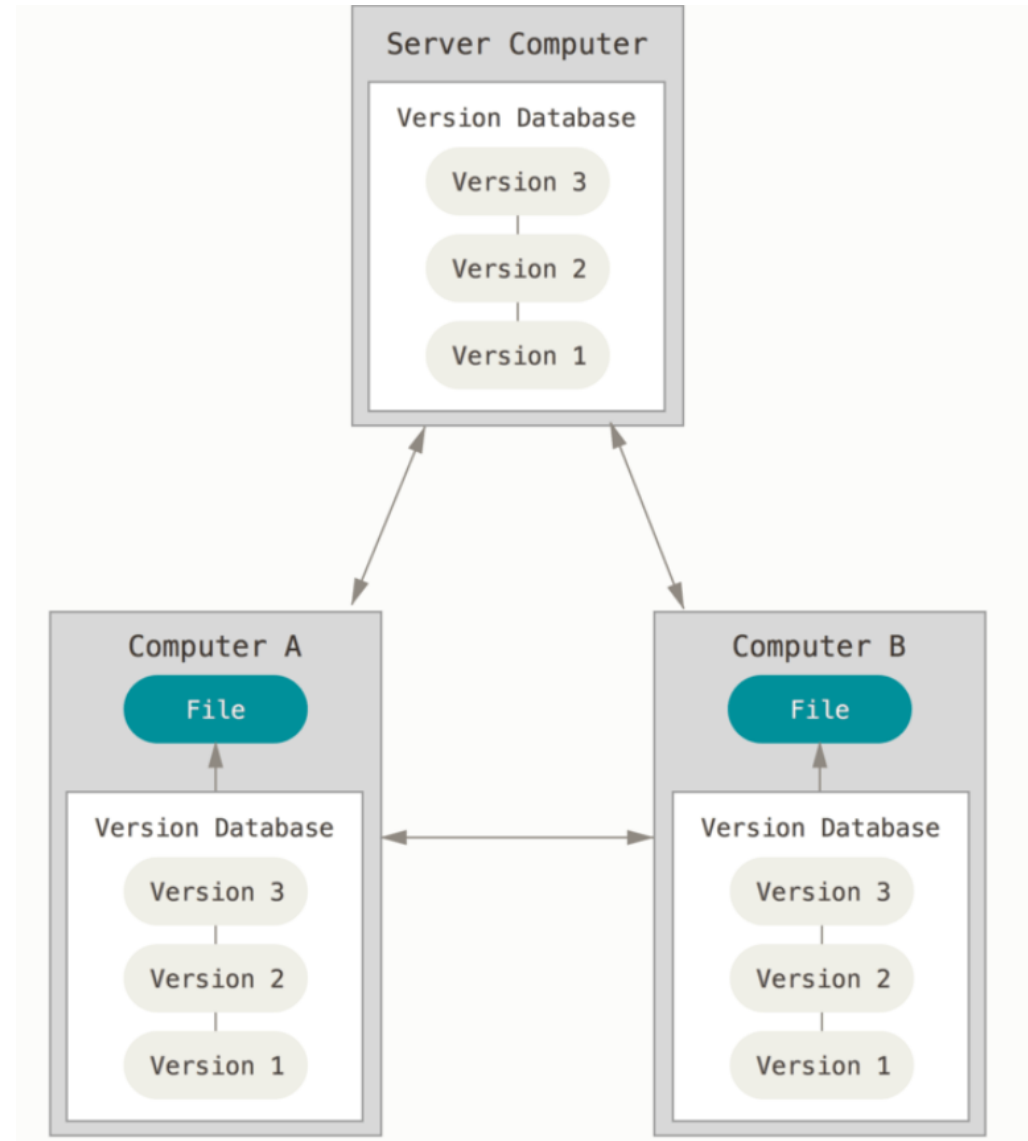 Server Computer
Version Database
Version 3
Version 2
Version 1
Computer A
File
Version Database
Version 3
Version 2
Version 1
Computer B
File
Version Database
Version 3
Version 2
Version 1